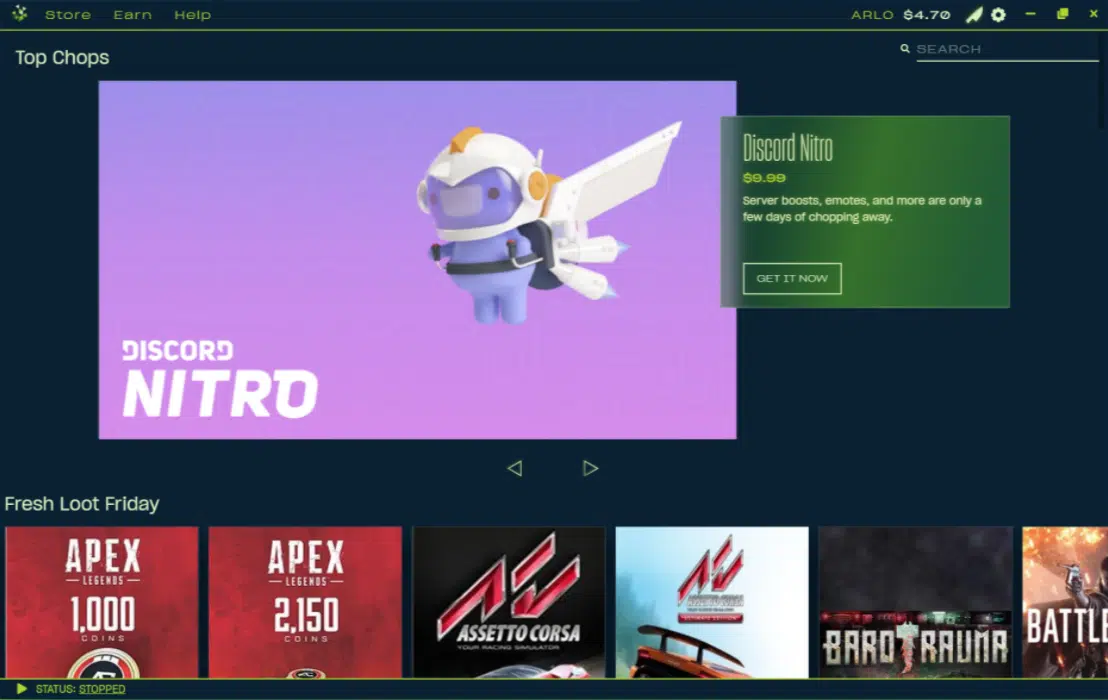 Store Earn Help ARLO $4.70
Top Chops
SEARCH
Discord Nitro
$9.99
Server boosts, emotes, and more are only a
few days of chopping away.
GET IT NOW
DISCORD
NITRO
Fresh Loot Friday
APEX
LEGENDS
1,000
COINS
APEX
LEGENDS
2,150
COINS
ASSETTO CORSA
YOUR RACING SIMULATOR
ASSETTO CORSA
ULTIMATE EDITION
BAROTRAUMA
BATTLE
STATUS: STOPPED